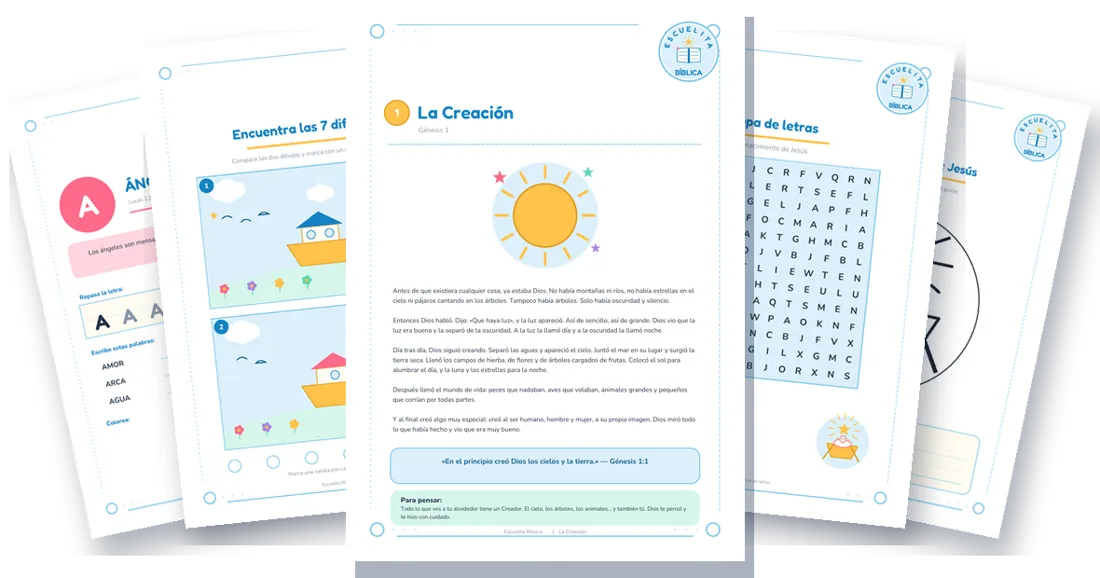 A
ÁN
Los ángeles son mensa
Repasa la letra:
A A A
Escribe estas palabras:
AMOR
ARCA
AGUA
Colorea:
Encuentra las 7 dif
Compara los dos dibujos y marca con un
1
2
Marca una casilla por ca
ESCUELITA
BÍBLICA
1 La Creación
Génesis 1
Antes de que existiera cualquier cosa, ya estaba Dios. No había montañas ni ríos, no había estrellas en el
cielo ni pájaros cantando en los árboles. Tampoco había árboles. Solo había oscuridad y silencio.
Entonces Dios habló. Dijo: «Que haya luz», y la luz apareció. Así de sencillo, así de grande. Dios vio que la
luz era buena y la separó de la oscuridad. A la luz la llamó día y a la oscuridad la llamó noche.
Día tras día, Dios siguió creando. Separó las aguas y apareció el cielo. Juntó el mar en su lugar y surgió la
tierra seca. Llenó los campos de hierba, de flores y de árboles cargados de frutas. Colocó el sol para
alumbrar el día, y la luna y las estrellas para la noche.
Después llenó el mundo de vida: peces que nadaban, aves que volaban, animales grandes y pequeños
que corrían por todas partes.
Y al final creó algo muy especial: creó al ser humano, hombre y mujer, a su propia imagen. Dios miró todo
lo que había hecho y vio que era muy bueno.
«En el principio creó Dios los cielos y la tierra.» — Génesis 1:1
Para pensar:
Todo lo que ves a tu alrededor tiene un Creador. El cielo, los árboles, los animales... y también tú. Dios te pensó y
te hizo con cuidado.
Escuelita Bíblica 1 La Creación
ESCUELITA
BÍBLICA
pa de letras
nacimiento de Jesús
J C R F V Q R N
L E R T S E F L
G E L J A P F H
F O C M A R I A
A K T G H M C B
D J V B J F B L
L I E W T E N
H T S E U L U
A Q T S M E N
W P A O K N F
N C B J F V X
G I L X G M C
B J O R X N S
ESCUELITA
BÍBLICA
Jesús